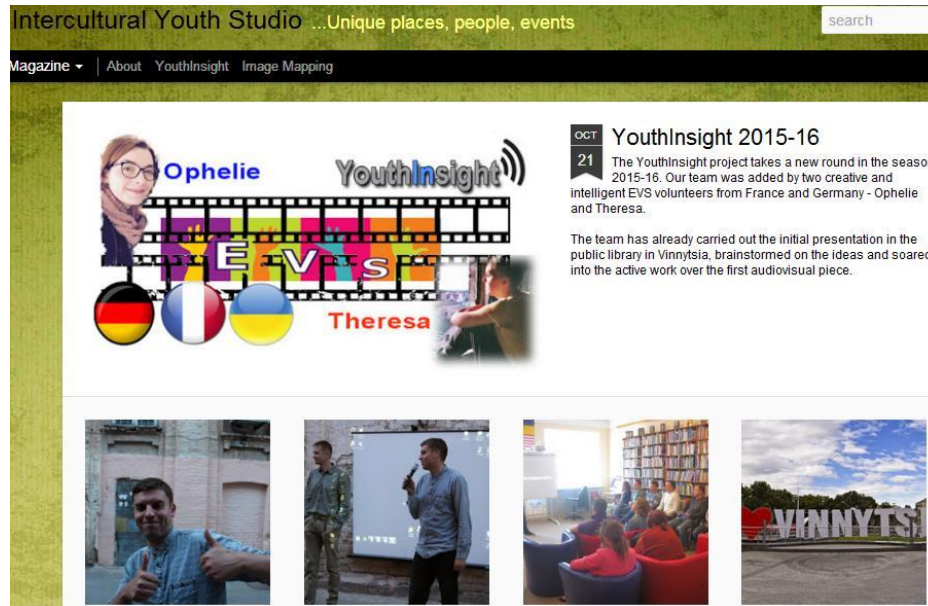 Intercultural Youth Studio ...Unique places, people, events
search
Magazine
About YouthInsight Image Mapping
Ophelie
YouthInsight
EVS
Theresa
OCT
21
YouthInsight 2015-16
The YouthInsight project takes a new round in the seaso
2015-16. Our team was added by two creative and
intelligent EVS volunteers from France and Germany - Ophelie
and Theresa.
The team has already carried out the initial presentation in the
public library in Vinnytsia, brainstormed on the ideas and soared
into the active work over the first audiovisual piece.
VINNYTSI